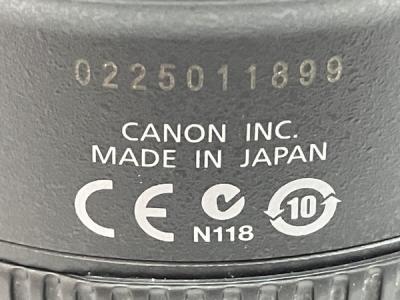 0225011899
CANON INC.
MADE IN JAPAN
CE 10
N118